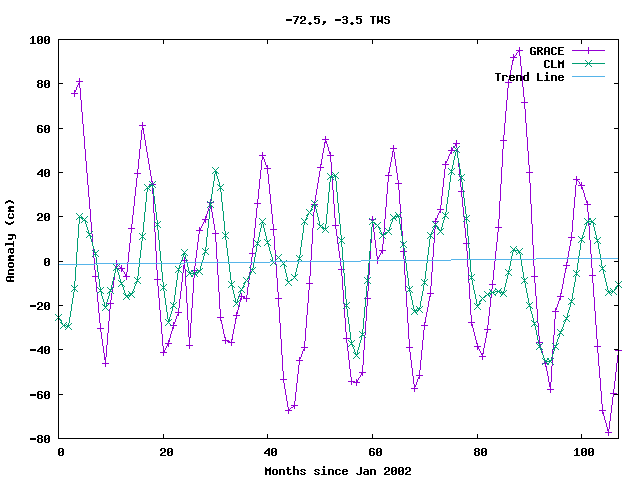 -72.5, -3.5 TWS
GRACE
CLM
Trend Line
100
80
60
40
20
0
-20
-40
-60
-80
Anomaly (cm)
0 20 40 60 80 100
Months since Jan 2002